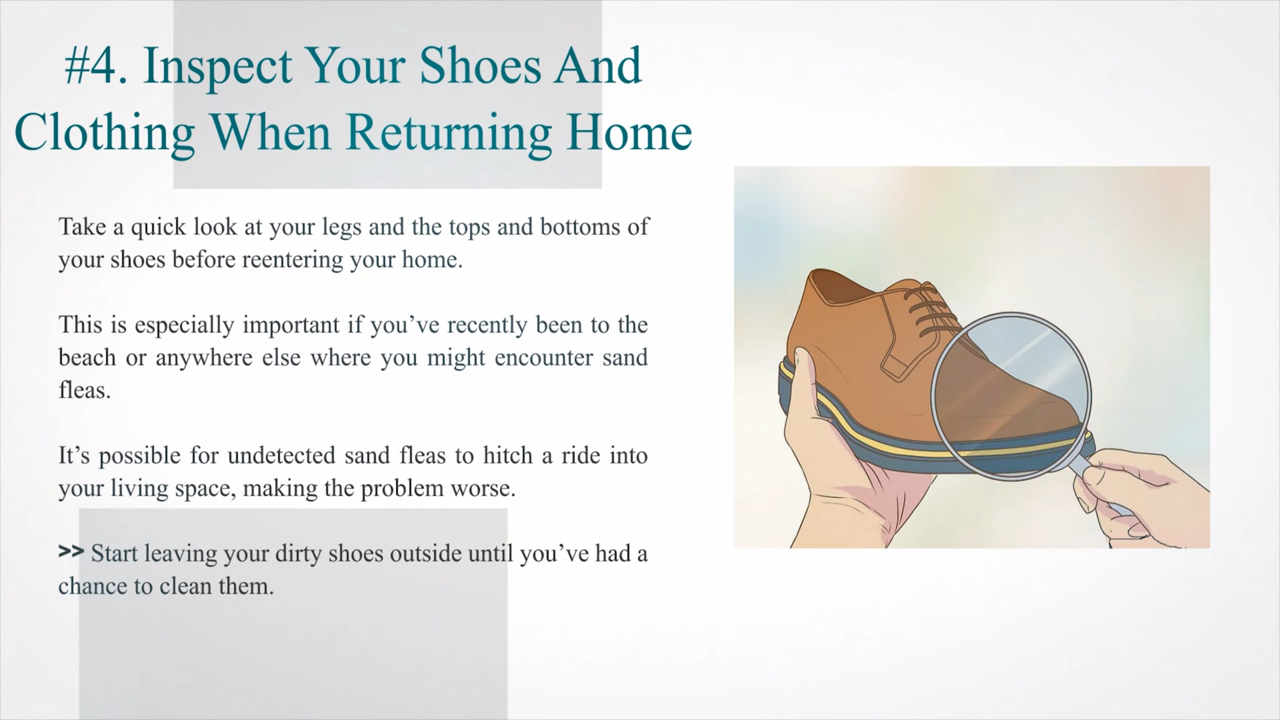 #4. Inspect Your Shoes And
Clothing When Returning Home
Take a quick look at your legs and the tops and bottoms of
your shoes before reentering your home.
This is especially important if you’ve recently been to the
beach or anywhere else where you might encounter sand
fleas.
It’s possible for undetected sand fleas to hitch a ride into
your living space, making the problem worse.
>> Start leaving your dirty shoes outside until you’ve had a
chance to clean them.